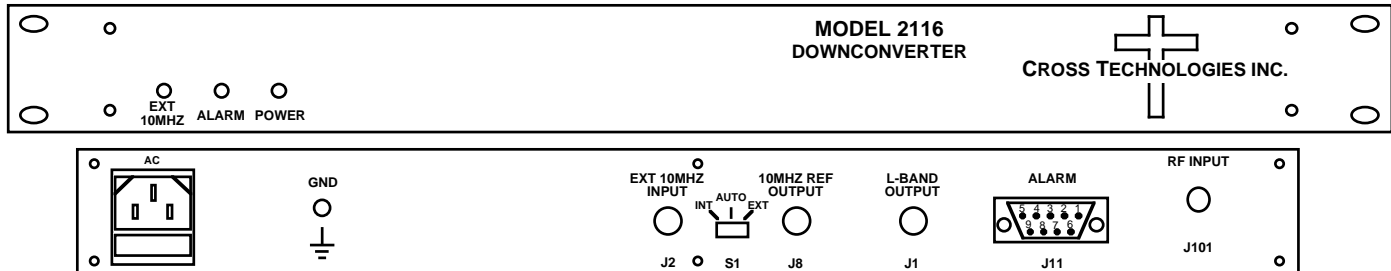 MODEL 2116
DOWNCONVERTER
CROSS TECHNOLOGIES INC.
EXT
10MHZ
ALARM
POWER
AC
GND
EXT 10MHZ
INPUT
INT
AUTO
EXT
10MHZ REF
OUTPUT
L-BAND
OUTPUT
ALARM
5 4 3 2 1
9 8 7 6
RF INPUT
J2
S1
J8
J1
J11
J101